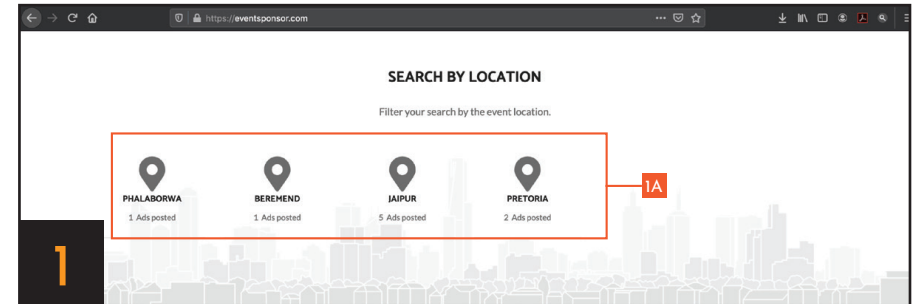 https://eventsponsor.com
SEARCH BY LOCATION
Filter your search by the event location.
PHALABORWA BEREMEND JAIPUR PRETORIA
1 Ads posted 1 Ads posted 5 Ads posted 2 Ads posted
1A
1